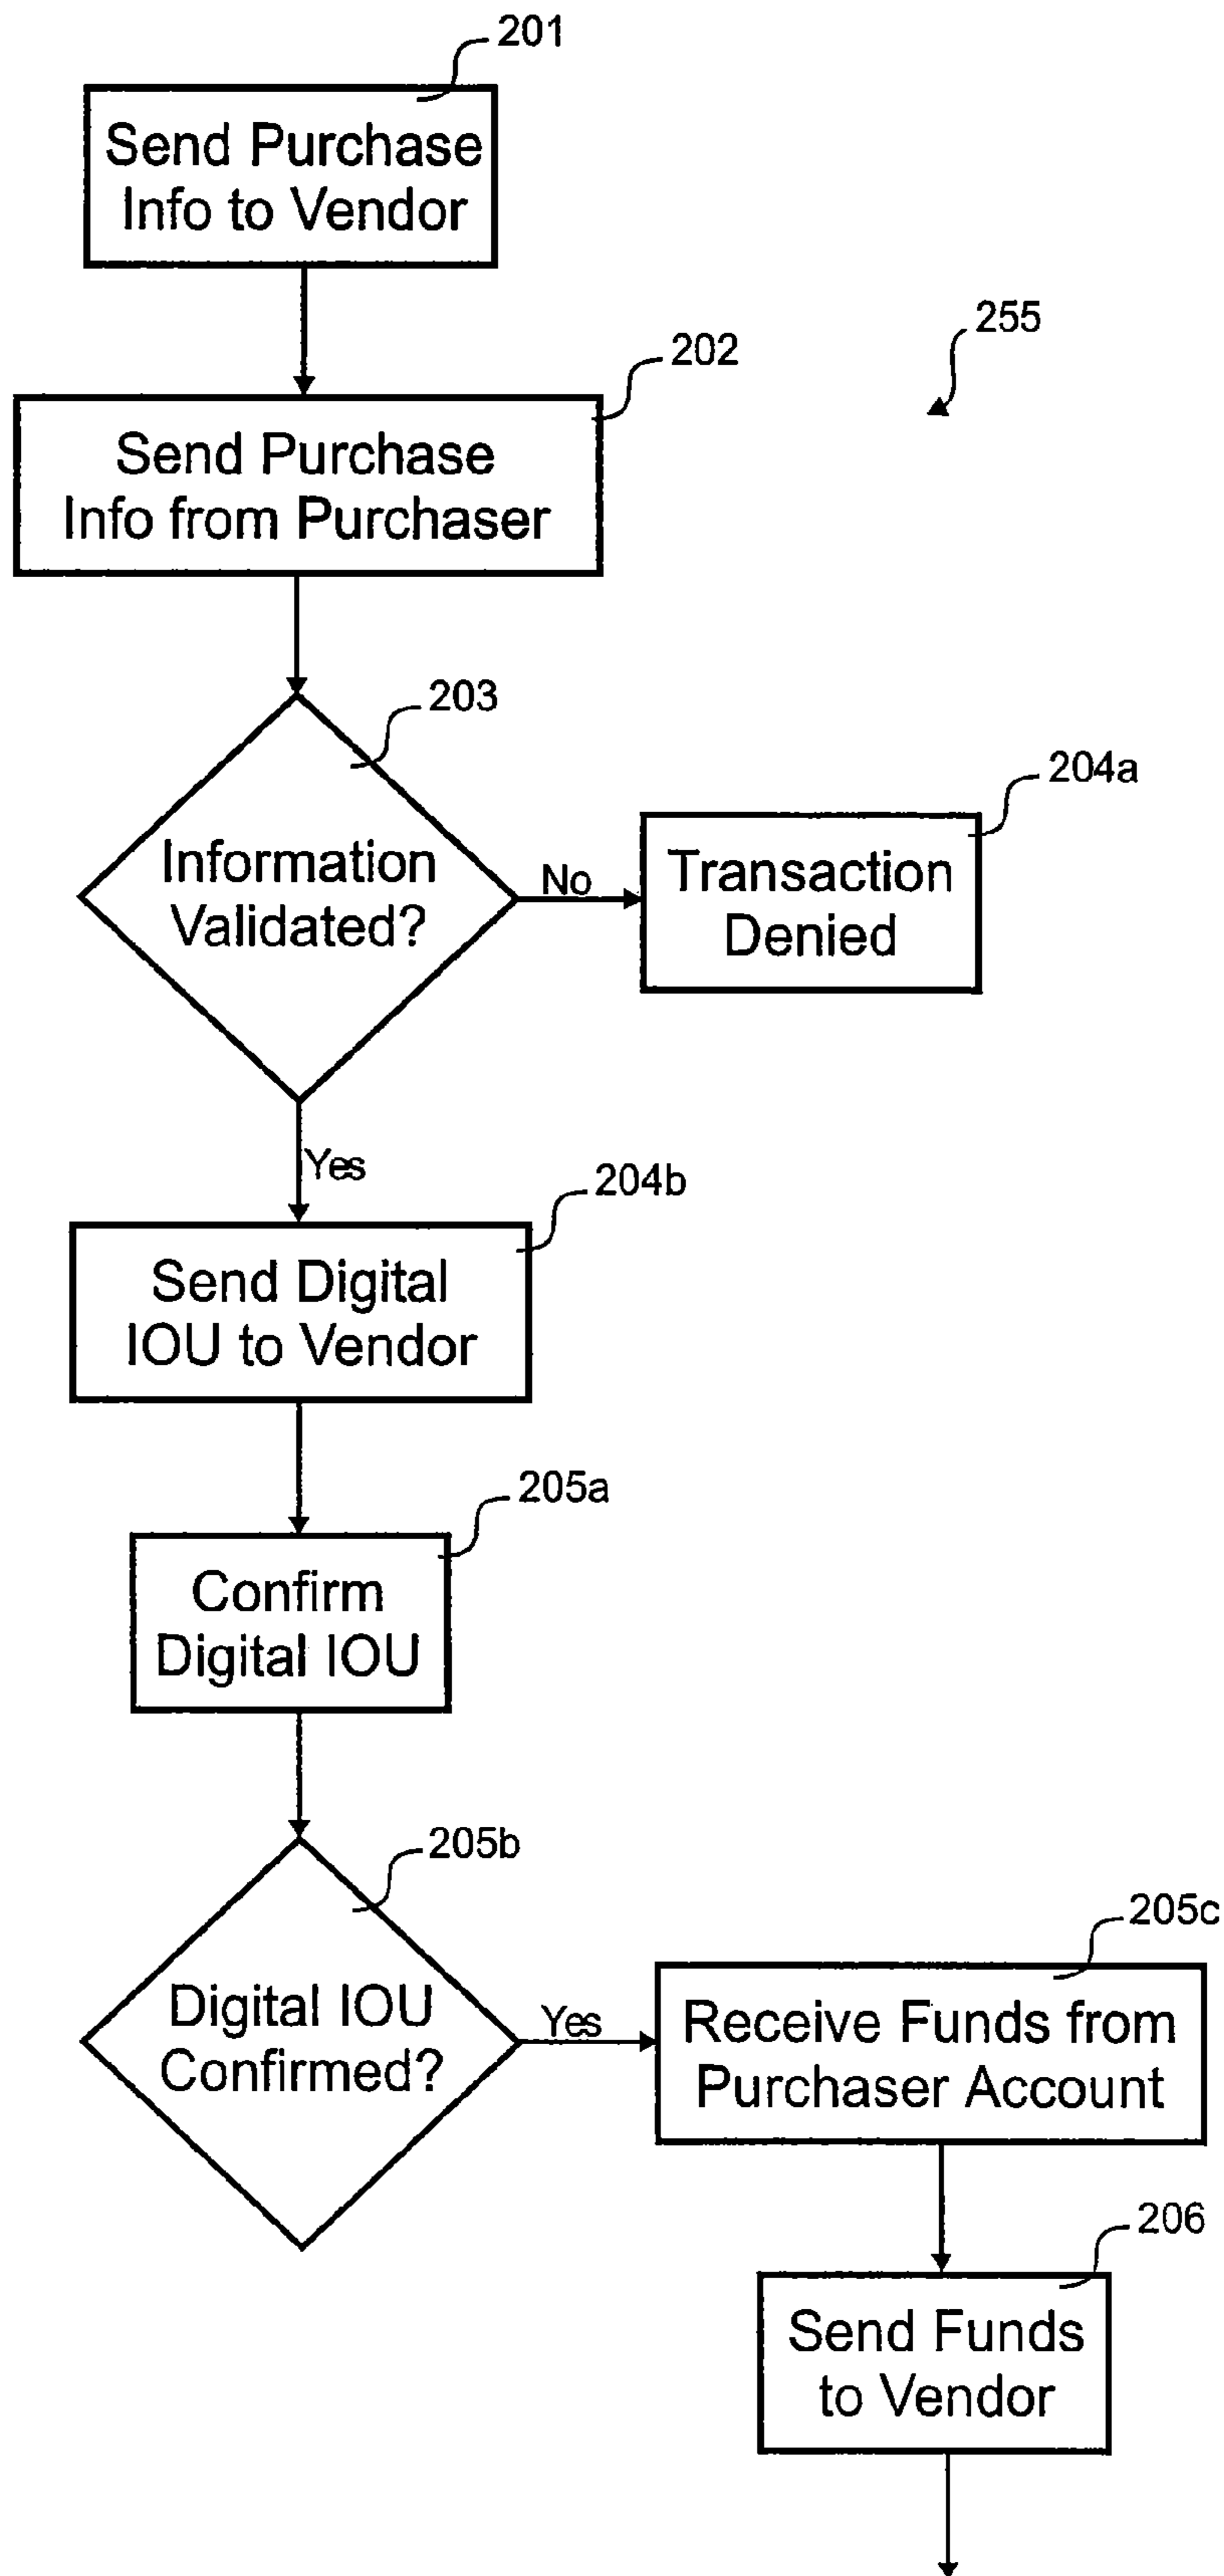 201
Send Purchase
Info to Vendor
255
202
Send Purchase
Info from Purchaser
203
204a
Information
Validated?
No
Transaction
Denied
Yes
204b
Send Digital
IOU to Vendor
205a
Confirm
Digital IOU
205b
205c
Digital IOU
Confirmed?
Yes
Receive Funds from
Purchaser Account
206
Send Funds
to Vendor